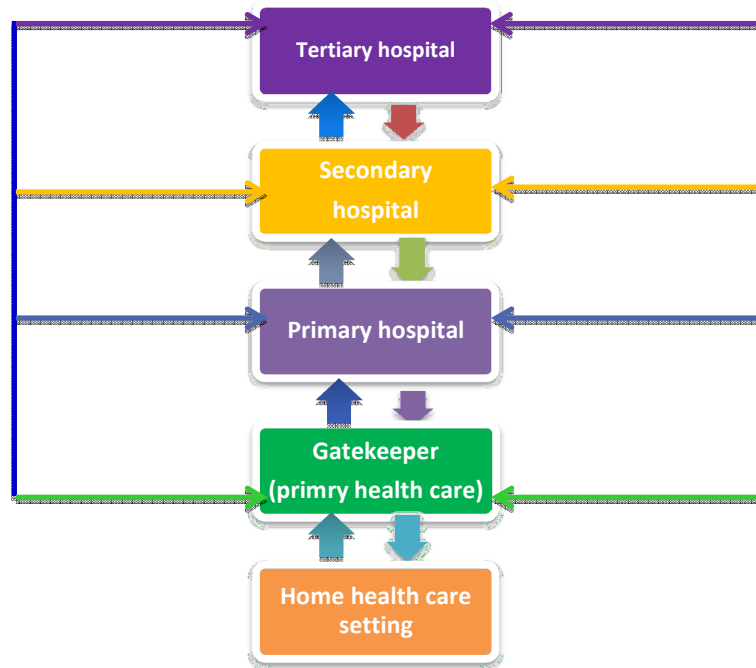 Tertiary hospital
Secondary
hospital
Primary hospital
Gatekeeper
(primry health care)
Home health care
setting